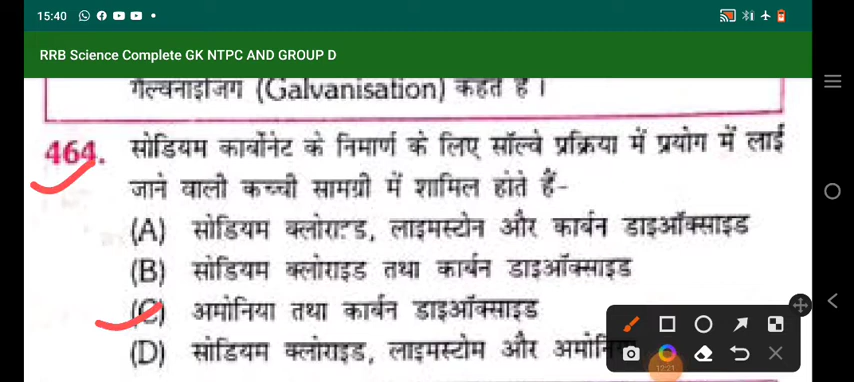 15:40
RRB Science Complete GK NTPC AND GROUP D
गैल्वनाइजिंग (Galvanisation) कहते हैं।
464. सोडियम कार्बोनेट के निमार्ण के लिए सॉल्वे प्रक्रिया में प्रयोग में लाई
जाने वाली कच्ची सामग्री में शामिल होते हैं-
(A) सोडियम क्लोराइड, लाइमस्टोन और कार्बन डाइऑक्साइड
(B) सोडियम क्लोराइड तथा कार्बन डाइऑक्साइड
(C) अमोनिया तथा कार्बन डाइऑक्साइड
(D) सोडियम क्लोराइड, लाइमस्टोम और
12:21